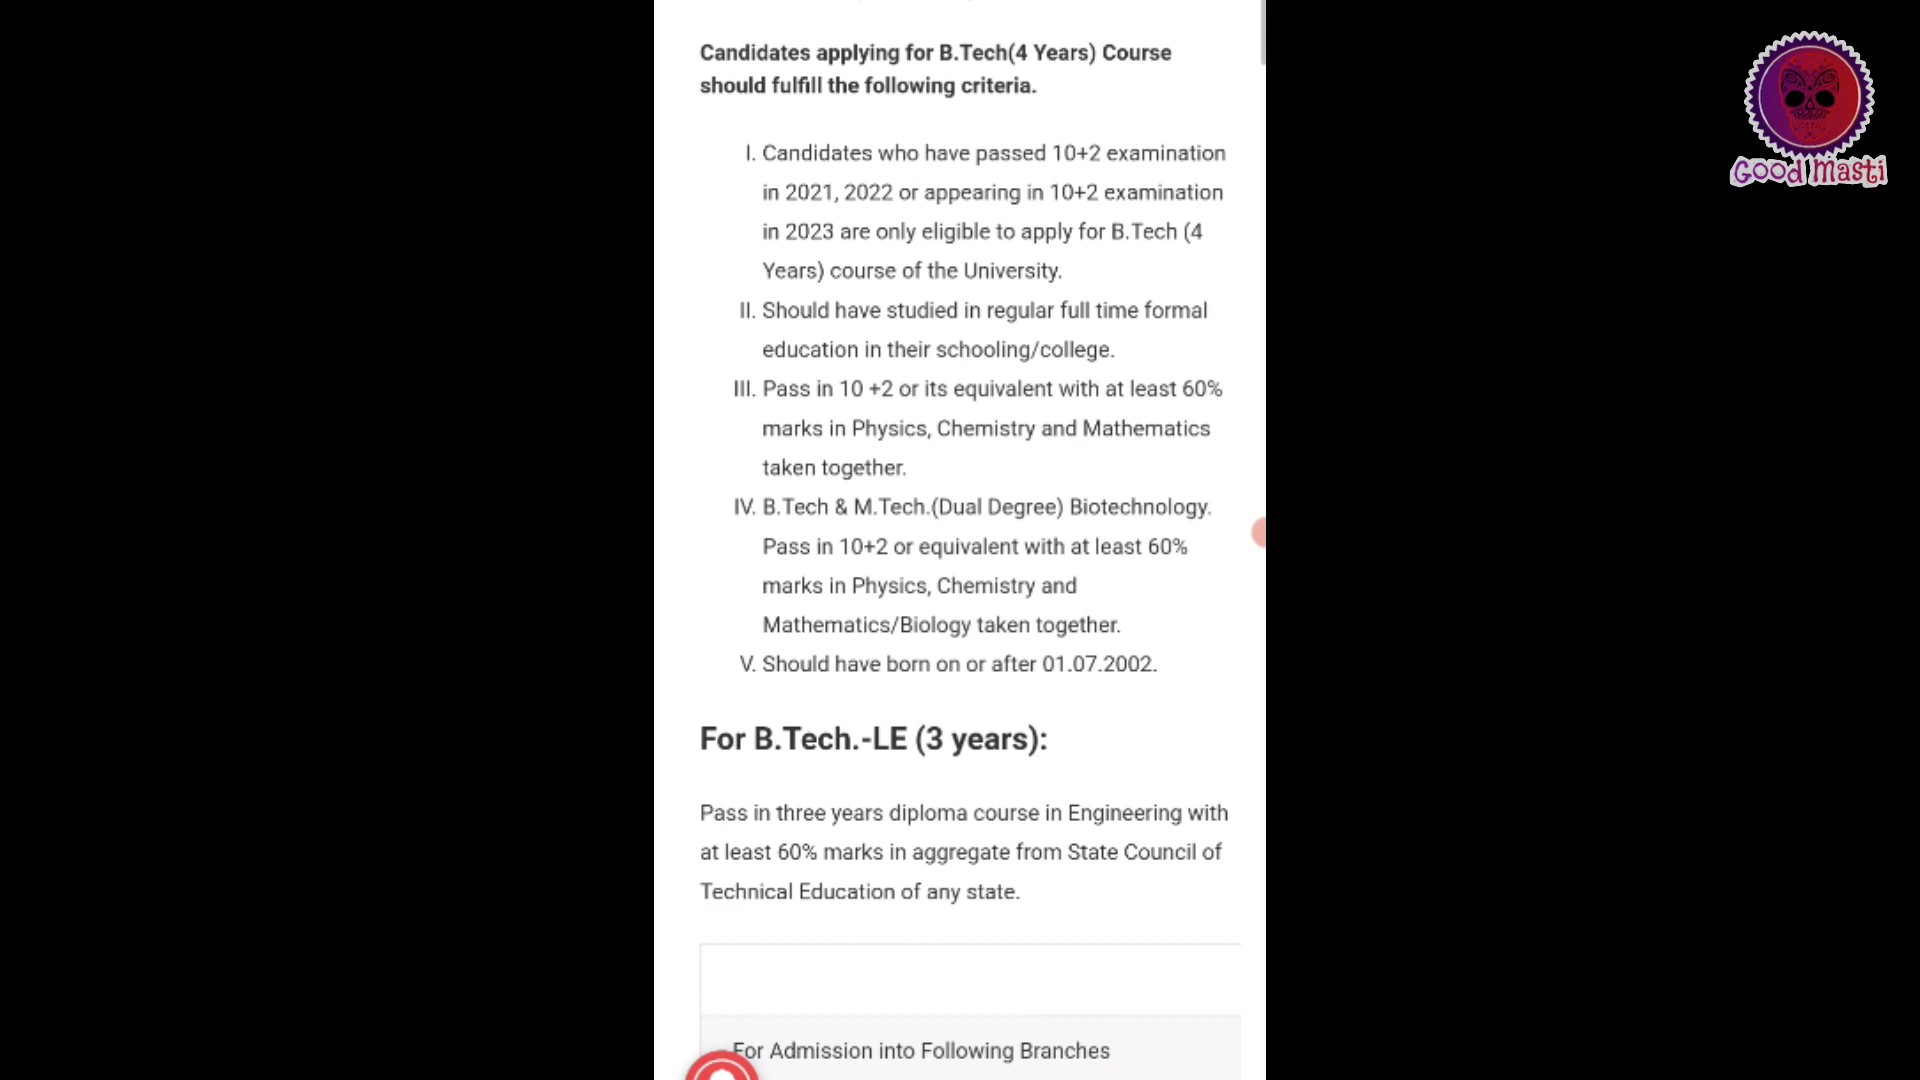 Candidates applying for B.Tech(4 Years) Course
should fulfill the following criteria.
I. Candidates who have passed 10+2 examination
in 2021, 2022 or appearing in 10+2 examination
in 2023 are only eligible to apply for B.Tech (4
Years) course of the University.
II. Should have studied in regular full time formal
education in their schooling/college.
III. Pass in 10 +2 or its equivalent with at least 60%
marks in Physics, Chemistry and Mathematics
taken together.
IV. B.Tech & M.Tech.(Dual Degree) Biotechnology.
Pass in 10+2 or equivalent with at least 60%
marks in Physics, Chemistry and
Mathematics/Biology taken together.
V. Should have born on or after 01.07.2002.
For B.Tech.-LE (3 years):
Pass in three years diploma course in Engineering with
at least 60% marks in aggregate from State Council of
Technical Education of any state.
For Admission into Following Branches
Good Masti